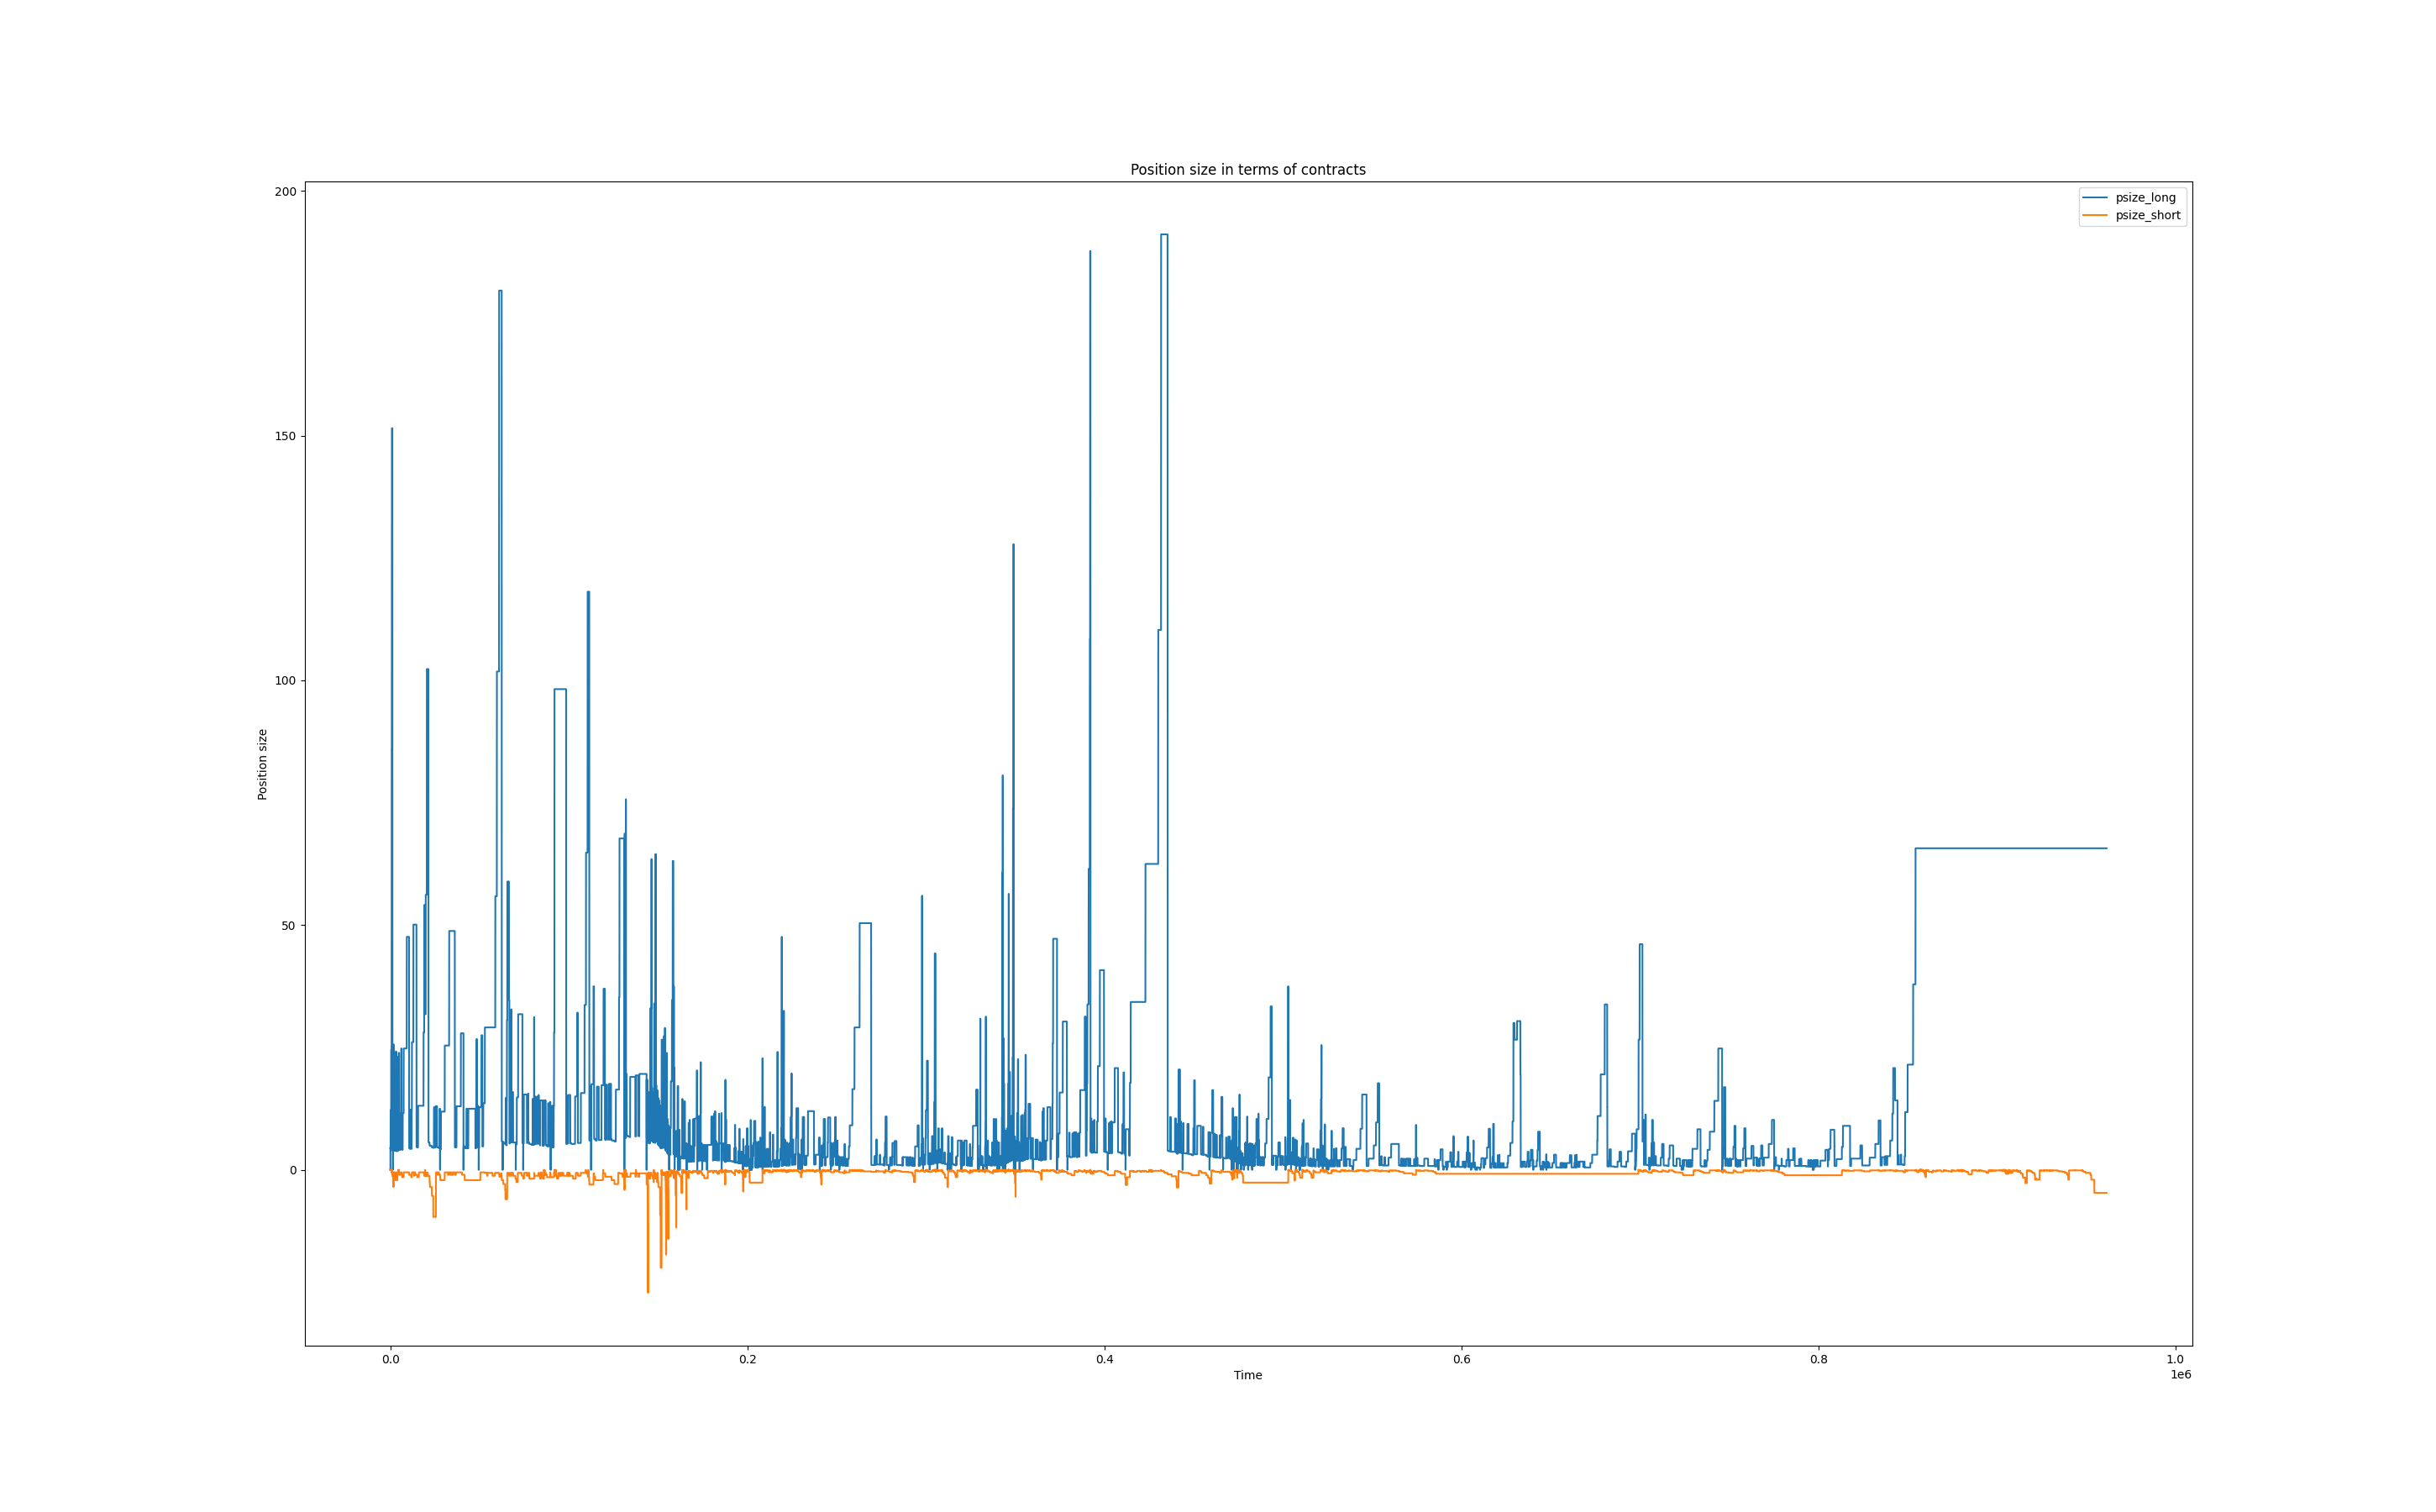 Position size in terms of contracts
psize_long
psize_short
Position size
200
150
100
50
0
0.0 0.2 0.4 0.6 0.8 1.0
1e6
Time